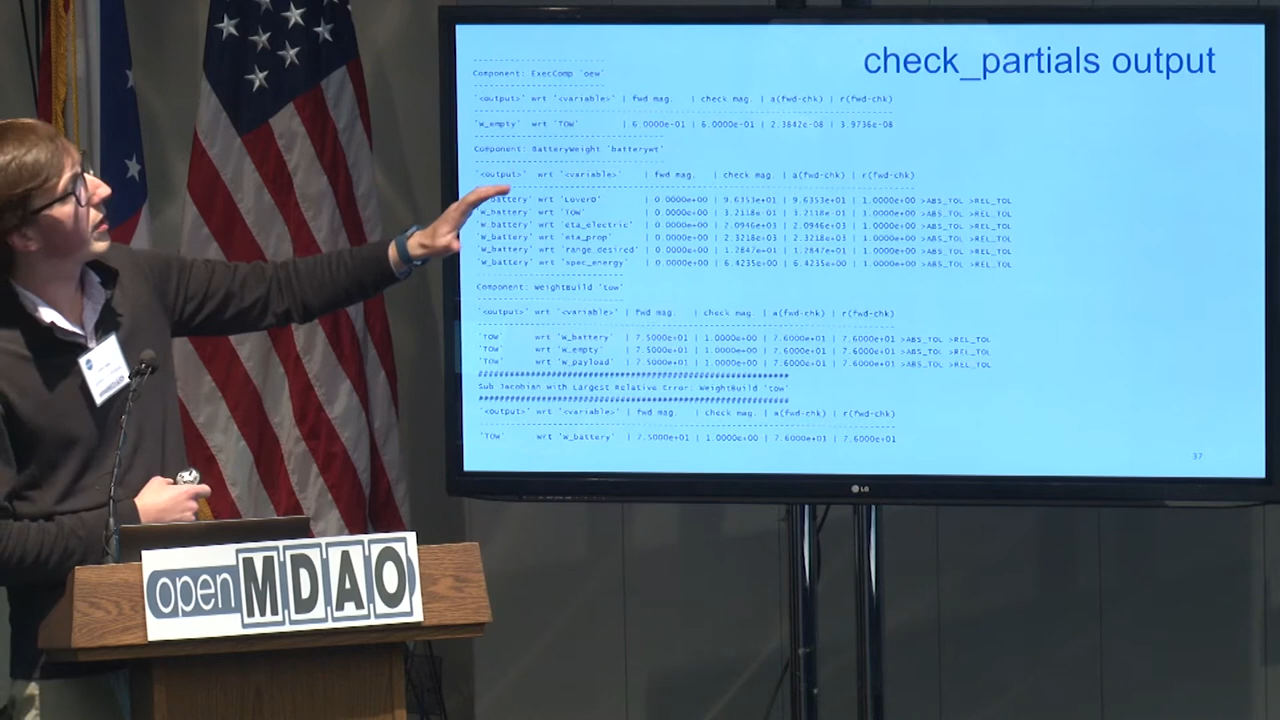 check_partials output
Component: ExecComp 'oew'
'<output>' wrt '<variable>' | fwd mag. | check mag. | a(fwd-chk) | r(fwd-chk)
'W_empty' wrt 'TOW' | 6.0000e-01 | 6.0000e-01 | 2.3842e-08 | 3.9736e-08
Component: BatteryWeight 'batterywt'
'<output>' wrt '<variable>' | fwd mag. | check mag. | a(fwd-chk) | r(fwd-chk)
battery' wrt 'LoverD' | 0.0000e+00 | 9.6353e+01 | 9.6353e+01 | 1.0000e+00 >ABS_TOL >REL_TOL
'W_battery' wrt 'TOW' | 0.0000e+00 | 3.2118e-01 | 3.2118e-01 | 1.0000e+00 >ABS_TOL >REL_TOL
'W_battery' wrt 'eta_electric' | 0.0000e+00 | 2.0946e+03 | 2.0946e+03 | 1.0000e+00 >ABS_TOL >REL_TOL
'W_battery' wrt 'eta_prop' | 0.0000e+00 | 2.3218e+03 | 2.3218e+03 | 1.0000e+00 >ABS_TOL >REL_TOL
'W_battery' wrt 'range_desired' | 0.0000e+00 | 1.2847e+01 | 1.2847e+01 | 1.0000e+00 >ABS_TOL >REL_TOL
'W_battery' wrt 'spec_energy' | 0.0000e+00 | 6.4235e+00 | 6.4235e+00 | 1.0000e+00 >ABS_TOL >REL_TOL
Component: WeightBuild 'tow'
'<output>' wrt '<variable>' | fwd mag. | check mag. | a(fwd-chk) | r(fwd-chk)
'TOW' wrt 'W_battery' | 7.5000e+01 | 1.0000e+00 | 7.6000e+01 | 7.6000e+01 >ABS_TOL >REL_TOL
'TOW' wrt 'W_empty' | 7.5000e+01 | 1.0000e+00 | 7.6000e+01 | 7.6000e+01 >ABS_TOL >REL_TOL
'TOW' wrt 'W_payload' | 7.5000e+01 | 1.0000e+00 | 7.6000e+01 | 7.6000e+01 >ABS_TOL >REL_TOL
Sub Jacobian with Largest Relative Error: WeightBuild 'tow'
'<output>' wrt '<variable>' | fwd mag. | check mag. | a(fwd-chk) | r(fwd-chk)
'TOW' wrt 'W_battery' | 7.5000e+01 | 1.0000e+00 | 7.6000e+01 | 7.6000e+01
37
LG
openMDAO